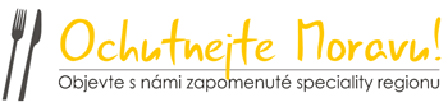 Ochutnejte Moravu!
Objevte s námi zapomenuté speciality regionu